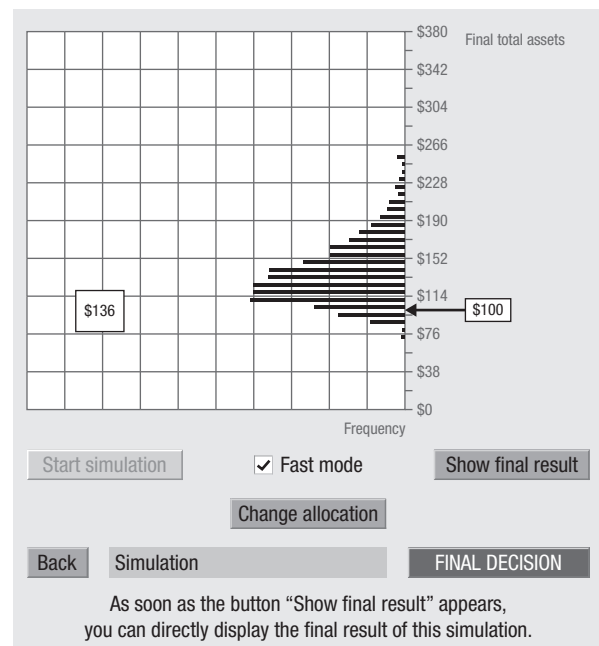 $380
Final total assets
$342
$304
$266
$228
$190
$152
$114
$136
$100
$76
$38
$0
Frequency
Start simulation
Fast mode
Show final result
Change allocation
Back
Simulation
FINAL DECISION
As soon as the button “Show final result” appears,
you can directly display the final result of this simulation.